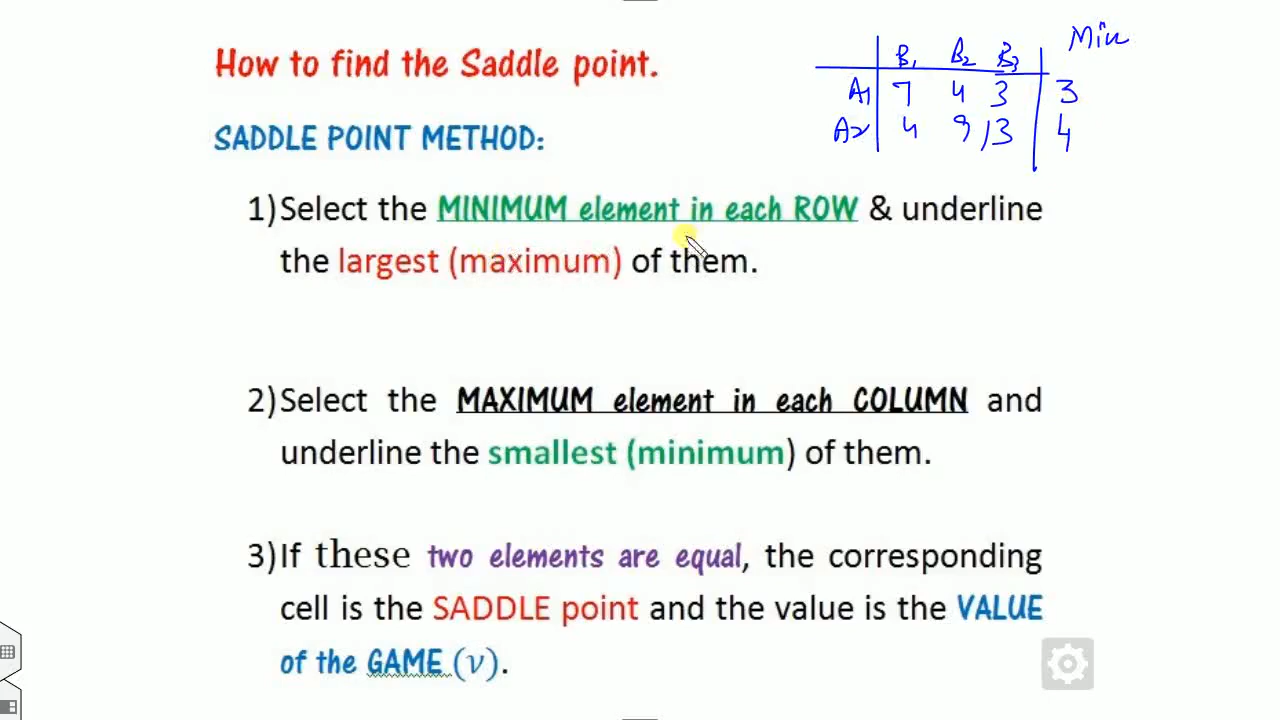 How to find the Saddle point.
Min
B1 B2 B3
A1 7 4 3 3
A2 4 9 13 4
SADDLE POINT METHOD:
1) Select the MINIMUM element in each ROW & underline
the largest (maximum) of them.
2) Select the MAXIMUM element in each COLUMN and
underline the smallest (minimum) of them.
3) If these two elements are equal, the corresponding
cell is the SADDLE point and the value is the VALUE
of the GAME (v).